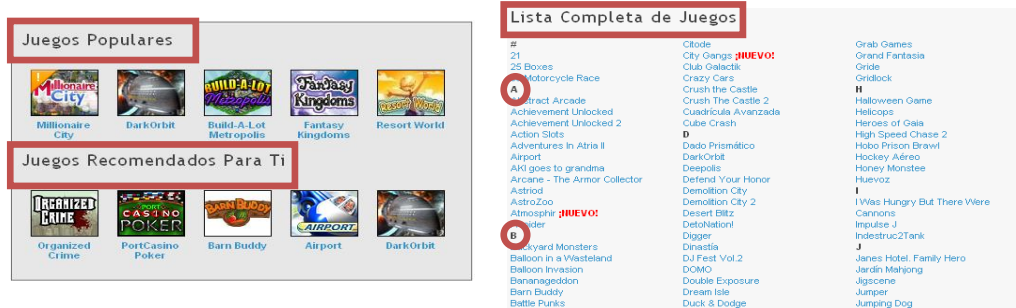 Juegos Populares
Millionaire City
Millionaire
City
DarkOrbit
BUILD-A-LOT
Metropolis
Build-A-Lot
Metropolis
Fantasy
Kingdoms
Fantasy
Kingdoms
Resort World
Resort World
Juegos Recomendados Para Ti
ORGANIZED
CRIME
Organized
Crime
PORT
CASINO
POKER
PortCasino
Poker
BARN BUDDY
Barn Buddy
AIRPORT
Airport
DarkOrbit
Lista Completa de Juegos
#
21
25 Boxes
Motorcycle Race
A
Abstract Arcade
Achievement Unlocked
Achievement Unlocked 2
Action Slots
Adventures In Atria II
Airport
AKI goes to grandma
Arcane - The Armor Collector
Astriod
AstroZoo
Atmosphir ¡NUEVO!
B
Backyard Monsters
Balloon in a Wasteland
Balloon Invasion
Bananageddon
Barn Buddy
Battle Punks
Citode
City Gangs ¡NUEVO!
Club Galactik
Crazy Cars
Crush the Castle
Crush The Castle 2
Cuadrícula Avanzada
Cube Crash
D
Dado Prismático
DarkOrbit
Deepolis
Defend Your Honor
Demolition City
Demolition City 2
Desert Blitz
DetoNation!
Digger
Dinastía
DJ Fest Vol.2
DOMO
Double Exposure
Dream Isle
Duck & Dodge
Grab Games
Grand Fantasia
Gride
Gridlock
H
Halloween Game
Helicops
Heroes of Gaia
High Speed Chase 2
Hobo Prison Brawl
Hockey Aéreo
Honey Monstee
Huevoz
I
I Was Hungry But There Were
Cannons
Impulse J
Indestruc2Tank
J
Janes Hotel. Family Hero
Jardín Mahjong
Jigscene
Jumper
Jumping Dog